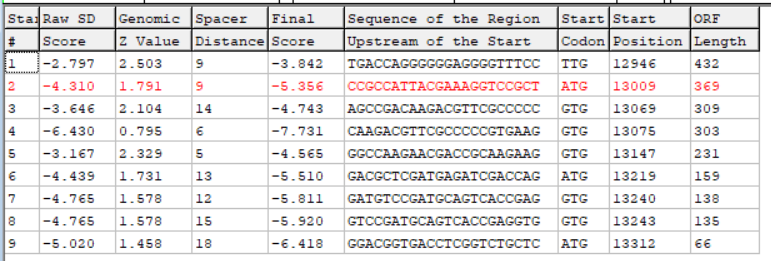 Sta Raw SD Genomic Spacer Final Sequence of the Region Start Start ORF
# Score Z Value Distance Score Upstream of the Start Codon Position Length
1 -2.797 2.503 9 -3.842 TGACCAGGGGGGAGGGGTTTCC TTG 12946 432
2 -4.310 1.791 9 -5.356 CCGCCATTACGAAAGGTCCGCT ATG 13009 369
3 -3.646 2.104 14 -4.743 AGCCGACAAGACGTTCGCCCCC GTG 13069 309
4 -6.430 0.795 6 -7.731 CAAGACGTTCGCCCCCGTGAAG GTG 13075 303
5 -3.167 2.329 5 -4.565 GGCCAAGAACGACCGCAAGAAG GTG 13147 231
6 -4.439 1.731 13 -5.510 GACGCTCGATGAGATCGACCAG ATG 13219 159
7 -4.765 1.578 12 -5.811 GATGTCCGATGCAGTCACCGAG GTG 13240 138
8 -4.765 1.578 15 -5.920 GTCCGATGCAGTCACCGAGGTG GTG 13243 135
9 -5.020 1.458 18 -6.418 GGACGGTGACCTCGGTCTGCTC ATG 13312 66